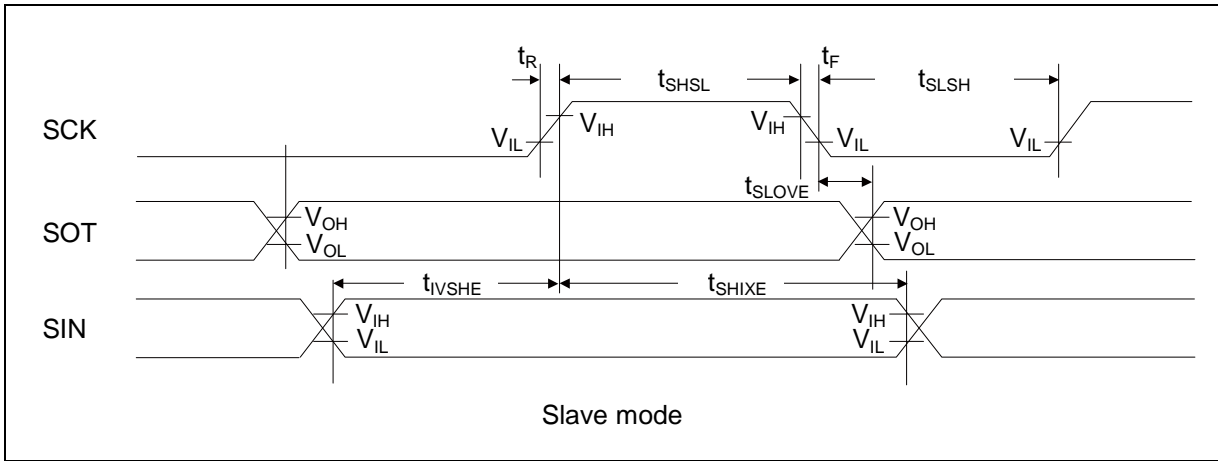 tR tF
tSHSL tSLSH
SCK VIL VIH VIH VIL VIL
tSLOVE
SOT VOH VOH
VOL VOL
tIVSHE tSHIXE
SIN VIH VIH
VIL VIL
Slave mode